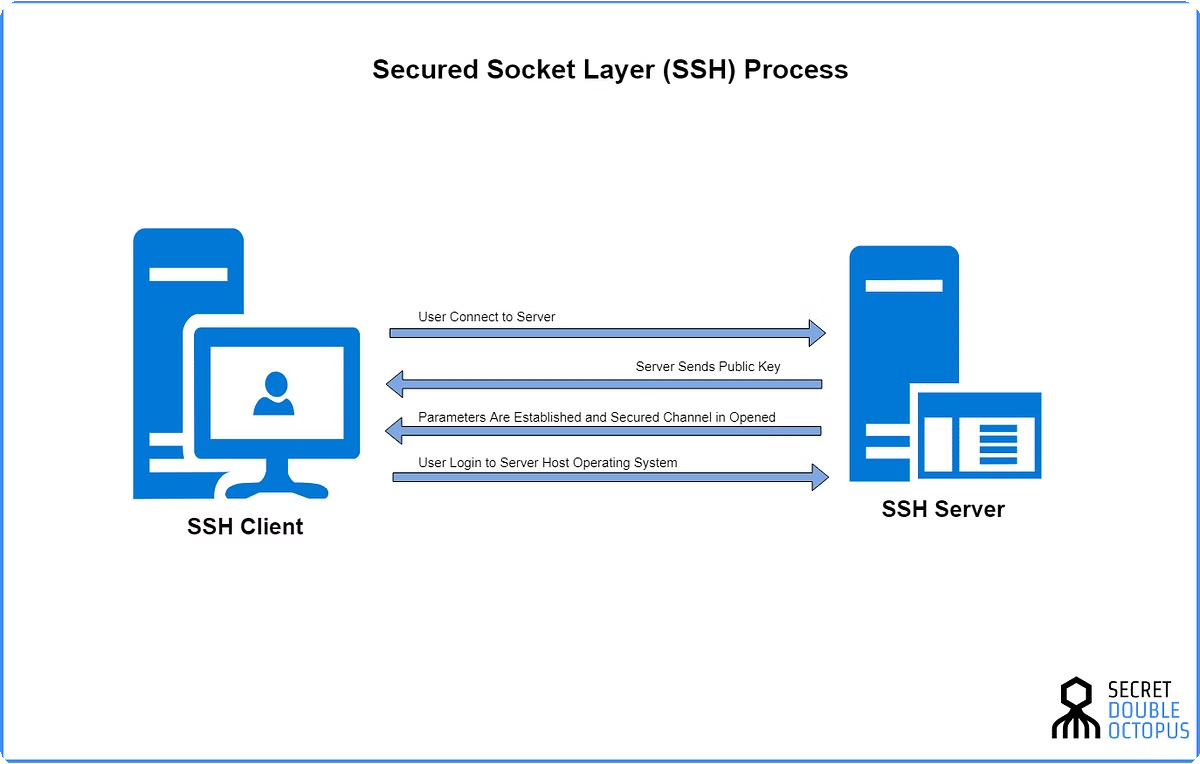 Secured Socket Layer (SSH) Process
User Connect to Server
Server Sends Public Key
Parameters Are Established and Secured Channel in Opened
User Login to Server Host Operating System
SSH Client
SSH Server
SECRET
DOUBLE
OCTOPUS